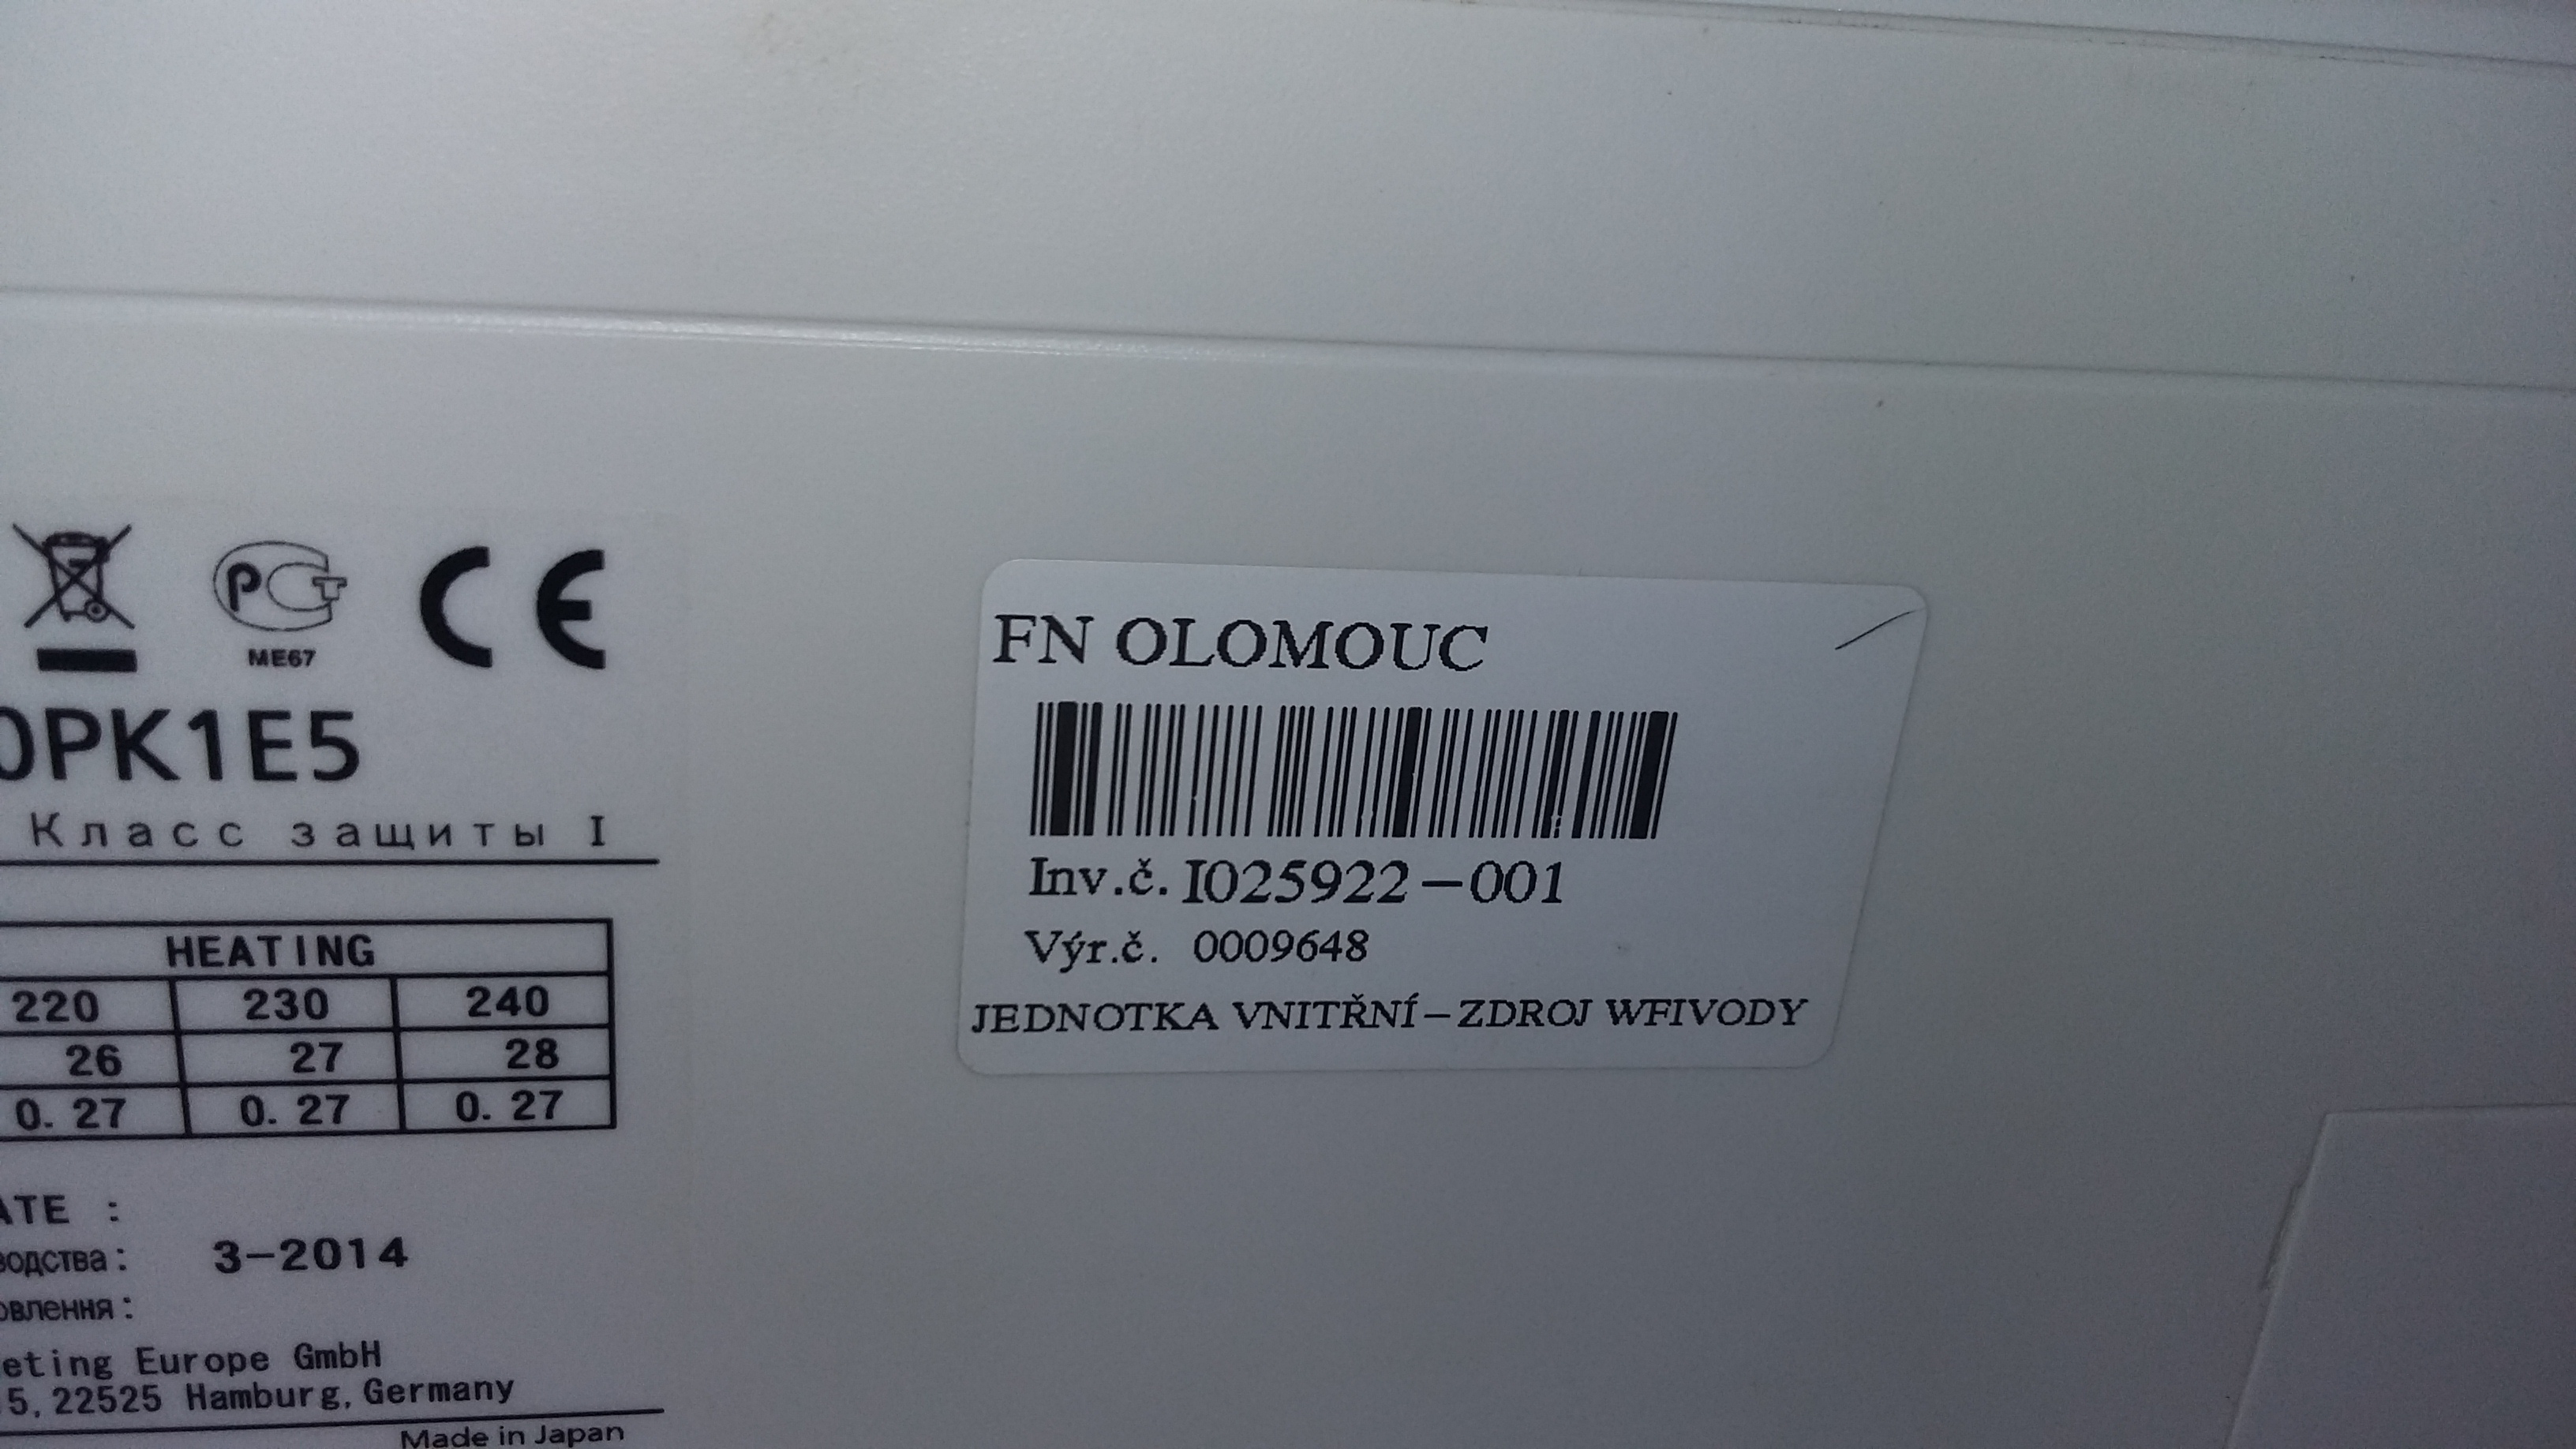 РСТ
ME67
CE
0PK1E5
Класс защиты I
HEATING
220 230 240
26 27 28
0. 27 0. 27 0. 27
ATE :
водства: 3-2014
овлення:
eting Europe GmbH
5, 22525 Hamburg, Germany
Made in Japan
FN OLOMOUC
Inv.č. I025922-001
Výr.č. 0009648
JEDNOTKA VNITŘNÍ-ZDROJ WFIVODY